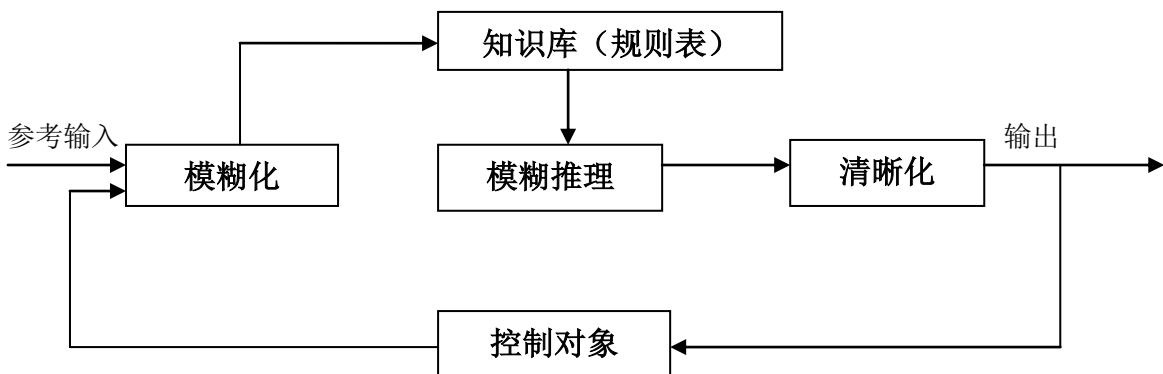 知识库（规则表）
参考输入
模糊化
模糊推理
清晰化
输出
控制对象